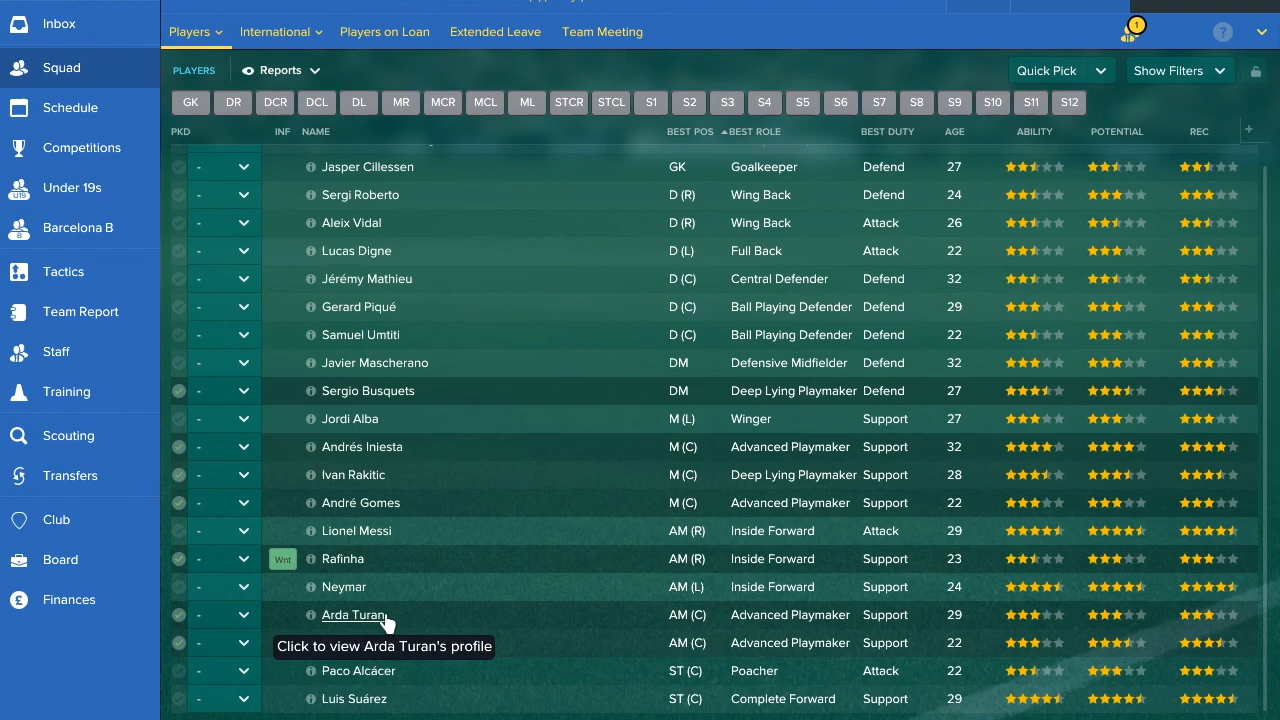 Inbox
Squad
Schedule
Competitions
Under 19s
Barcelona B
Tactics
Team Report
Staff
Training
Scouting
Transfers
Club
Board
Finances
Players International Players on Loan Extended Leave Team Meeting 1 ?
PLAYERS Reports Quick Pick Show Filters
GK DR DCR DCL DL MR MCR MCL ML STCR STCL S1 S2 S3 S4 S5 S6 S7 S8 S9 S10 S11 S12
PKD INF NAME BEST POS BEST ROLE BEST DUTY AGE ABILITY POTENTIAL REC +
- Jasper Cillessen GK Goalkeeper Defend 27
- Sergi Roberto D (R) Wing Back Defend 24
- Aleix Vidal D (R) Wing Back Attack 26
- Lucas Digne D (L) Full Back Attack 22
- Jérémy Mathieu D (C) Central Defender Defend 32
- Gerard Piqué D (C) Ball Playing Defender Defend 29
- Samuel Umtiti D (C) Ball Playing Defender Defend 22
- Javier Mascherano DM Defensive Midfielder Defend 32
- Sergio Busquets DM Deep Lying Playmaker Defend 27
- Jordi Alba M (L) Winger Support 27
- Andrés Iniesta M (C) Advanced Playmaker Support 32
- Ivan Rakitic M (C) Deep Lying Playmaker Support 28
- André Gomes M (C) Advanced Playmaker Support 22
- Lionel Messi AM (R) Inside Forward Attack 29
- Wnt Rafinha AM (R) Inside Forward Support 23
- Neymar AM (L) Inside Forward Support 24
- Arda Turan AM (C) Advanced Playmaker Support 29
- Click to view Arda Turan's profile AM (C) Advanced Playmaker Support 22
- Paco Alcácer ST (C) Poacher Attack 22
- Luis Suárez ST (C) Complete Forward Support 29